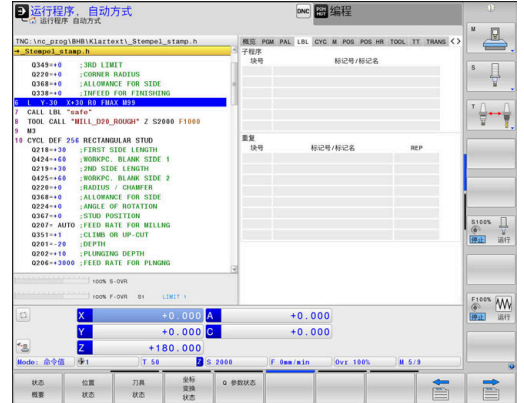 运行程序, 自动方式
运行程序 自动方式
DNC
编程
TNC:\nc_prog\BHB\Klartext\_Stempel_stamp.h
→_Stempel_stamp.h
Q349=+0 ;3RD LIMIT
Q220=+0 ;CORNER RADIUS
Q368=+0 ;ALLOWANCE FOR SIDE
Q338=+0 ;INFEED FOR FINISHING
6 L Y-30 X+30 R0 FMAX M99
7 CALL LBL "safe"
8 TOOL CALL "MILL_D20_ROUGH" Z S2000 F1000
9 M3
10 CYCL DEF 256 RECTANGULAR STUD
Q218=+30 ;FIRST SIDE LENGTH
Q424=+60 ;WORKPC. BLANK SIDE 1
Q219=+30 ;2ND SIDE LENGTH
Q425=+60 ;WORKPC. BLANK SIDE 2
Q220=+0 ;RADIUS / CHAMFER
Q368=+0 ;ALLOWANCE FOR SIDE
Q224=+0 ;ANGLE OF ROTATION
Q367=+0 ;STUD POSITION
Q207= AUTO ;FEED RATE FOR MILLNG
Q351=+1 ;CLIMB OR UP-CUT
Q201=-20 ;DEPTH
Q202=+10 ;PLUNGING DEPTH
Q206=+3000 ;FEED RATE FOR PLNGNG
100% S-OVR
100% F-OVR S1 LIMIT 1
概览 PGM PAL LBL CYC M POS POS HR TOOL TT TRANS
子程序
块号 标记号/标记名
重复
块号 标记号/标记名 REP
X +0.000 A +0.000
Y +0.000 C +0.000
Z +180.000
Mode: 命令值 1 T 50 Z S 2000 F 0mm/min Ovr 100% M 5/9
状态 概要
位置 状态
刀具 状态
坐标 变换 状态
Q 参数状态
M
S
T
S100%
停止 运行
F100%
停止 运行